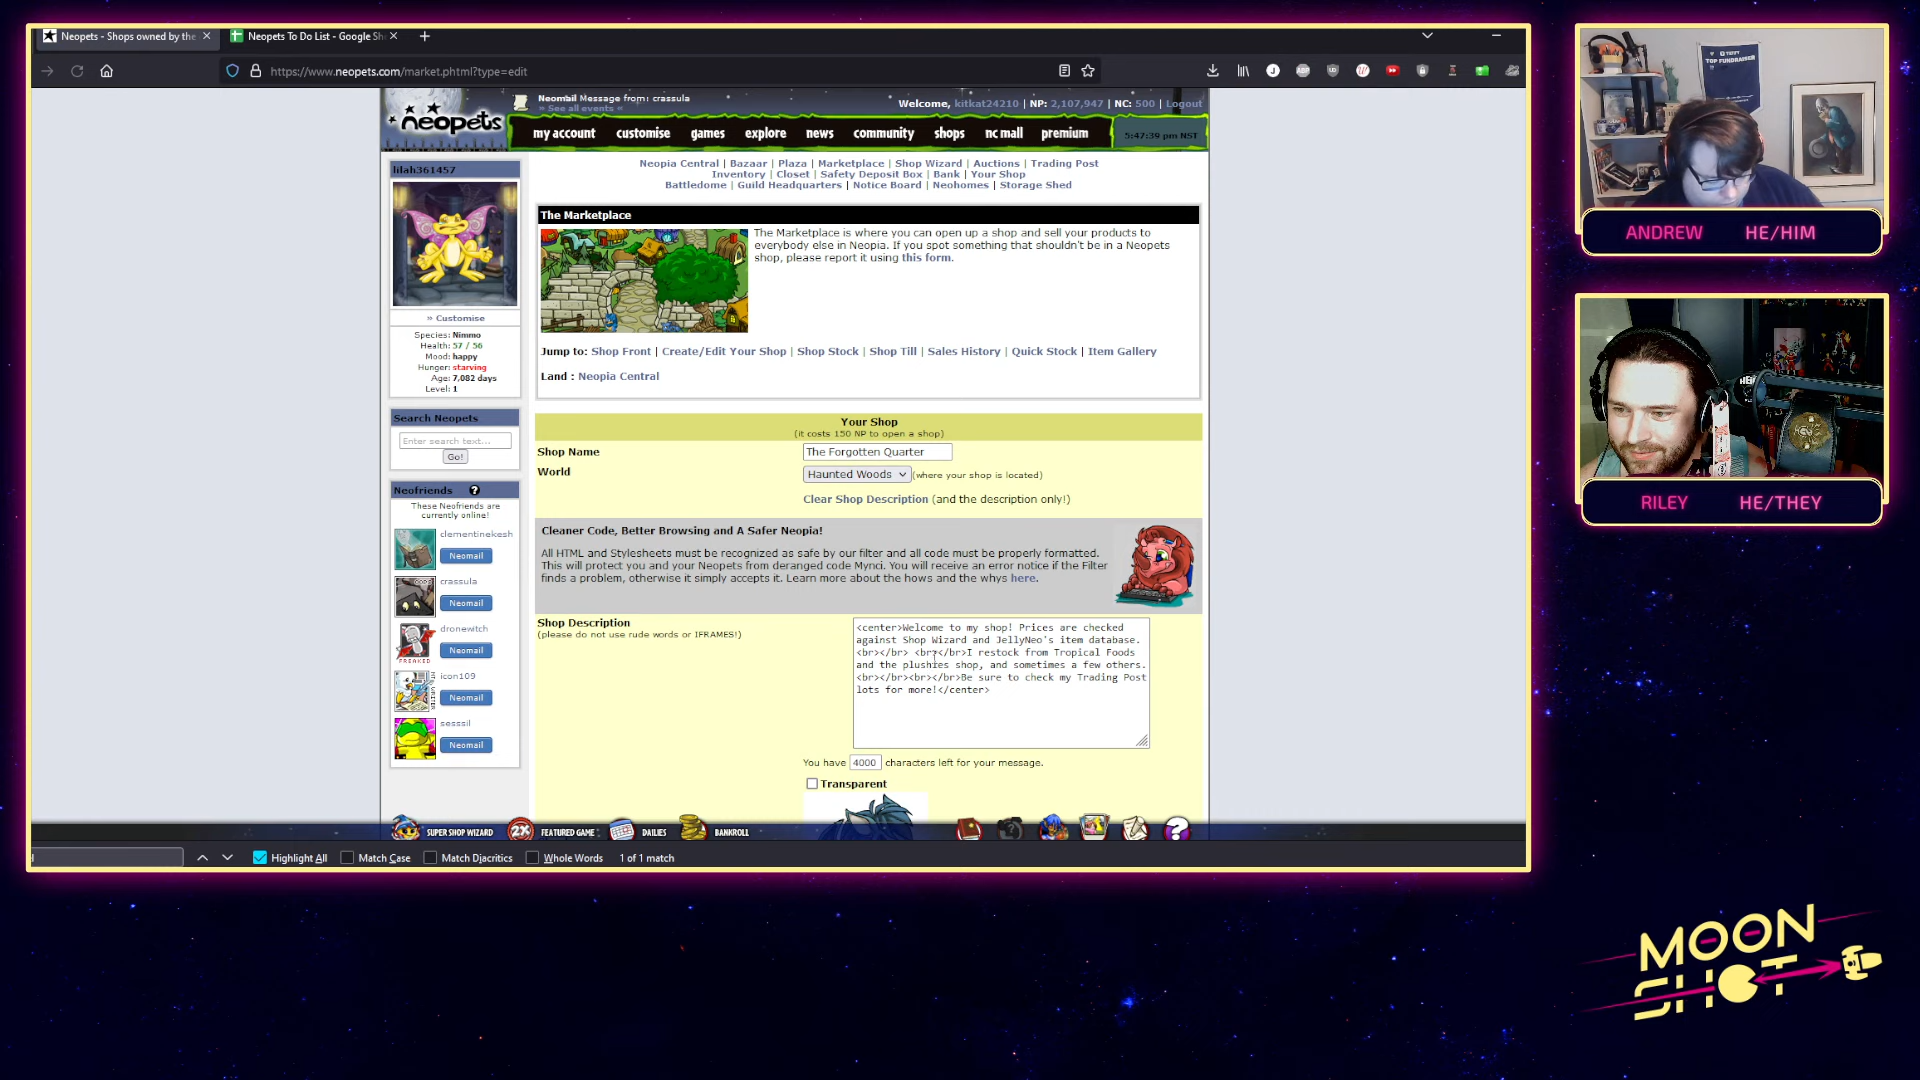 Neopets - Shops owned by the
Neopets To Do List - Google She
https://www.neopets.com/market.phtml?type=edit
neopets
Neomail Message from: crassula
» See all events «
Welcome, kitkat24210 | NP: 2,107,947 | NC: 500 | Logout
my account customise games explore news community shops nc mall premium
5:47:39 pm NST
Neopia Central | Bazaar | Plaza | Marketplace | Shop Wizard | Auctions | Trading Post
Inventory | Closet | Safety Deposit Box | Bank | Your Shop
Battledome | Guild Headquarters | Notice Board | Neohomes | Storage Shed
lilah361457
» Customise
Species: Nimmo
Health: 57 / 56
Mood: happy
Hunger: starving
Age: 7,082 days
Level: 1
Search Neopets
Enter search text...
Go!
Neofriends ?
These Neofriends are
currently online!
clementinekesh
Neomail
crassula
Neomail
dronewitch
Neomail
FREAKED
icon109
Neomail
sesssil
Neomail
The Marketplace
The Marketplace is where you can open up a shop and sell your products to
everybody else in Neopia. If you spot something that shouldn't be in a Neopets
shop, please report it using this form.
Jump to: Shop Front | Create/Edit Your Shop | Shop Stock | Shop Till | Sales History | Quick Stock | Item Gallery
Land : Neopia Central
Your Shop
(it costs 150 NP to open a shop)
Shop Name The Forgotten Quarter
World Haunted Woods (where your shop is located)
Clear Shop Description (and the description only!)
Cleaner Code, Better Browsing and A Safer Neopia!
All HTML and Stylesheets must be recognized as safe by our filter and all code must be properly formatted.
This will protect you and your Neopets from deranged code Mynci. You will receive an error notice if the Filter
finds a problem, otherwise it simply accepts it. Learn more about the hows and the whys here.
Shop Description
(please do not use rude words or IFRAMES!)
<center>Welcome to my shop! Prices are checked
against Shop Wizard and JellyNeo's item database.
<br></br> <br></br>I restock from Tropical Foods
and the plushies shop, and sometimes a few others.
<br></br><br></br>Be sure to check my Trading Post
lots for more!</center>
You have 4000 characters left for your message.
Transparent
SUPER SHOP WIZARD 2X FEATURED GAME DAILIES BANKROLL ?
Highlight All Match Case Match Diacritics Whole Words 1 of 1 match
TOP FUNDRAISER
ANDREW HE/HIM
RILEY HE/THEY
MOON
SHOT